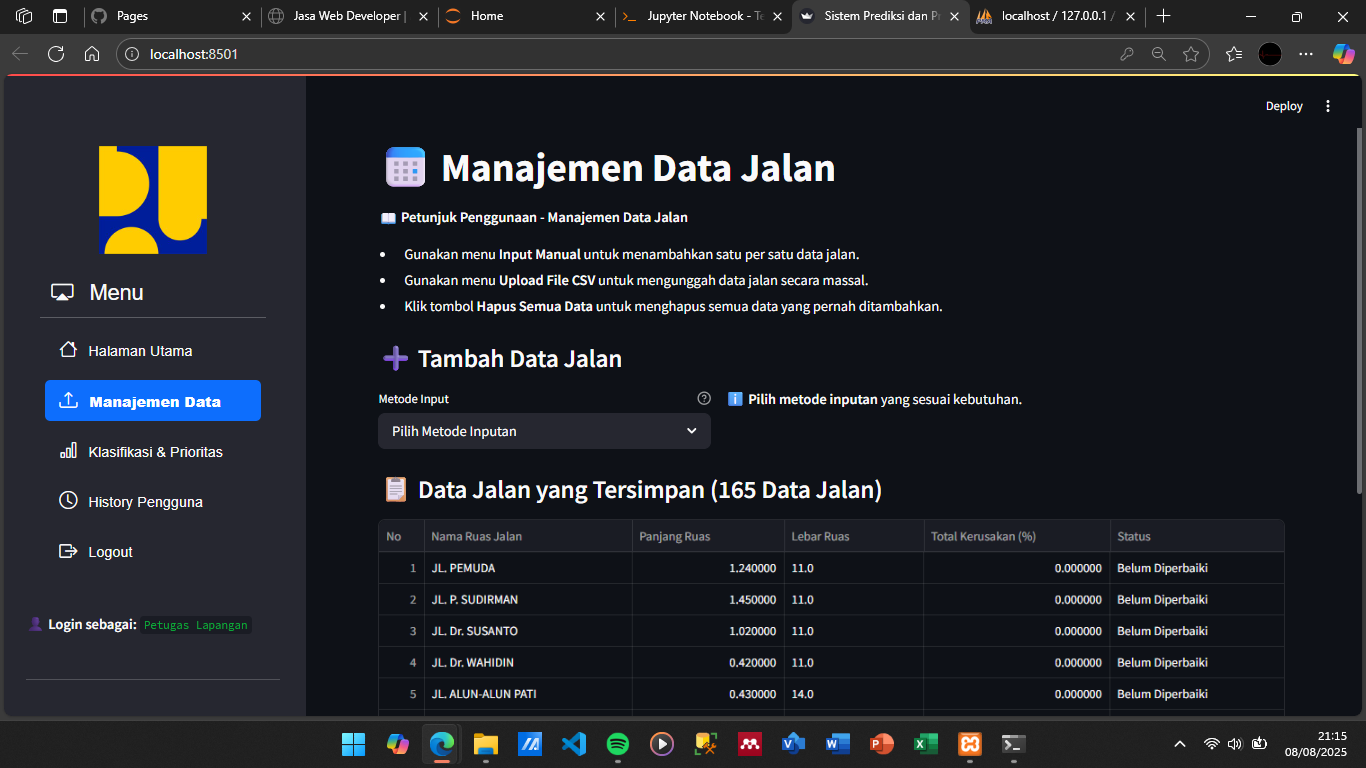 Pages
Jasa Web Developer |
Home
Jupyter Notebook - Te
Sistem Prediksi dan Pr
localhost / 127.0.0.1 /
localhost:8501
Deploy
Menu
Halaman Utama
Manajemen Data
Klasifikasi & Prioritas
History Pengguna
Logout
Login sebagai: Petugas Lapangan
Manajemen Data Jalan
Petunjuk Penggunaan - Manajemen Data Jalan
• Gunakan menu Input Manual untuk menambahkan satu per satu data jalan.
• Gunakan menu Upload File CSV untuk mengunggah data jalan secara massal.
• Klik tombol Hapus Semua Data untuk menghapus semua data yang pernah ditambahkan.
Tambah Data Jalan
Metode Input
Pilih metode inputan yang sesuai kebutuhan.
Pilih Metode Inputan
Data Jalan yang Tersimpan (165 Data Jalan)
No Nama Ruas Jalan Panjang Ruas Lebar Ruas Total Kerusakan (%) Status
1 JL. PEMUDA 1.240000 11.0 0.000000 Belum Diperbaiki
2 JL. P. SUDIRMAN 1.450000 11.0 0.000000 Belum Diperbaiki
3 JL. Dr. SUSANTO 1.020000 11.0 0.000000 Belum Diperbaiki
4 JL. Dr. WAHIDIN 0.420000 11.0 0.000000 Belum Diperbaiki
5 JL. ALUN-ALUN PATI 0.430000 14.0 0.000000 Belum Diperbaiki
21:15
08/08/2025